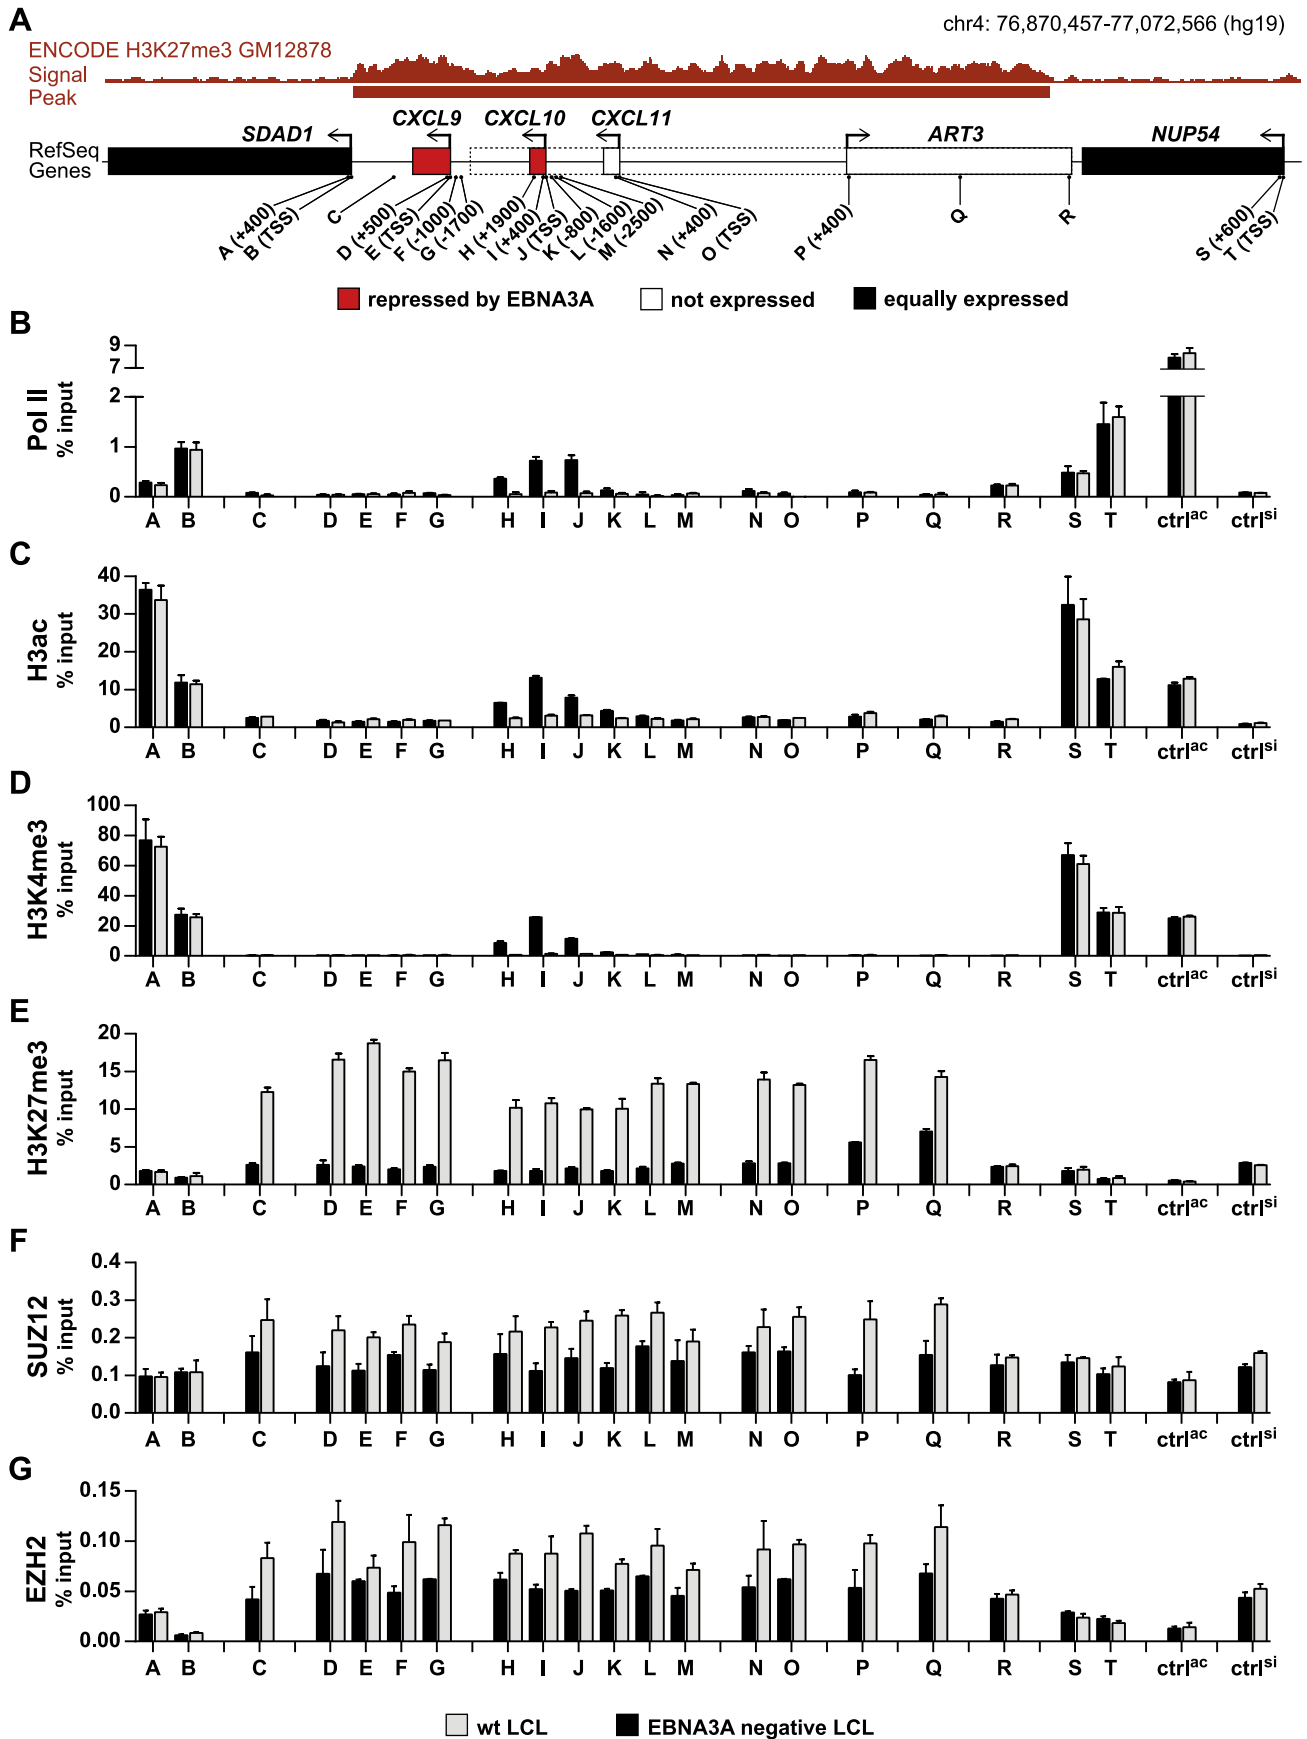 A
chr4: 76,870,457-77,072,566 (hg19)
ENCODE H3K27me3 GM12878
Signal
Peak
SDAD1 CXCL9 CXCL10 CXCL11 ART3 NUP54
RefSeq
Genes
A (+400)
B (TSS)
C
D (+500)
E (TSS)
F (-1000)
G (-1700)
H (+1900)
I (+400)
J (TSS)
K (-800)
L (-1600)
M (-2500)
N (+400)
O (TSS)
P (+400)
Q
R
S (+600)
T (TSS)
repressed by EBNA3A not expressed equally expressed
B
Pol II
% input
9
7
2
1
0
A B C D E F G H I J K L M N O P Q R S T ctrl^ac ctrl^si
C
H3ac
% input
40
30
20
10
0
A B C D E F G H I J K L M N O P Q R S T ctrl^ac ctrl^si
D
H3K4me3
% input
100
80
60
40
20
0
A B C D E F G H I J K L M N O P Q R S T ctrl^ac ctrl^si
E
H3K27me3
% input
20
15
10
5
0
A B C D E F G H I J K L M N O P Q R S T ctrl^ac ctrl^si
F
SUZ12
% input
0.4
0.3
0.2
0.1
0.0
A B C D E F G H I J K L M N O P Q R S T ctrl^ac ctrl^si
G
EZH2
% input
0.15
0.10
0.05
0.00
A B C D E F G H I J K L M N O P Q R S T ctrl^ac ctrl^si
wt LCL EBNA3A negative LCL